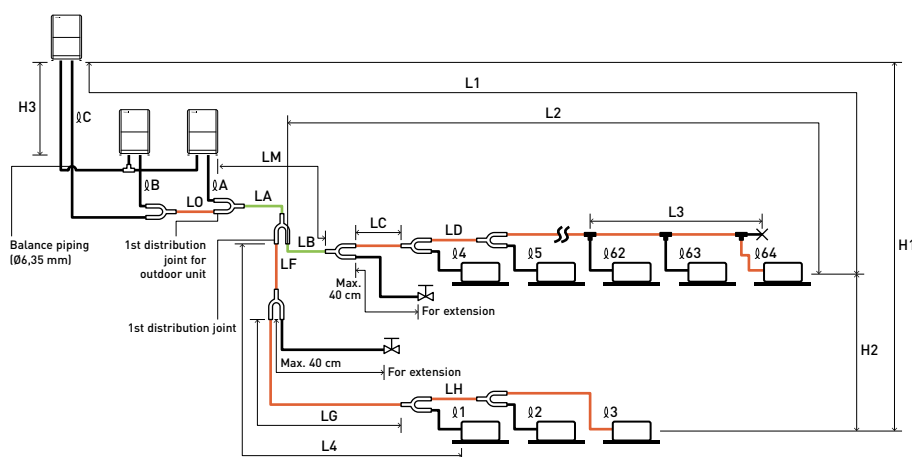 L1
H3
ℓC
L2
LM
ℓB
LO
ℓA
LA
LC
LD
L3
H1
Balance piping
(Ø6,35 mm)
1st distribution
joint for
outdoor unit
LB
LF
ℓ4
ℓ5
ℓ62
ℓ63
ℓ64
Max.
40 cm
For extension
1st distribution joint
H2
Max. 40 cm
For extension
LH
LG
ℓ1
ℓ2
ℓ3
L4